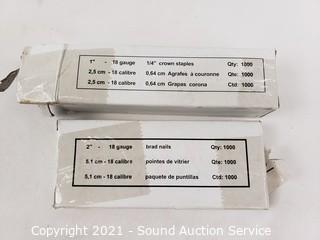 1" - 18 gauge 1/4" crown staples Qty: 1000
2,5 cm - 18 calibre 0,64 cm Agrafes à couronne Qte: 1000
2,5 cm - 18 calibre 0,64 cm Grapas corona Ctd: 1000
2" - 18 gauge brad nails Qty: 1000
5.1 cm - 18 calibre pointes de vitrier Qty: 1000
5,1 cm - 18 calibre paquete de puntillas Ctd: 1000
Copyright 2021 - Sound Auction Service